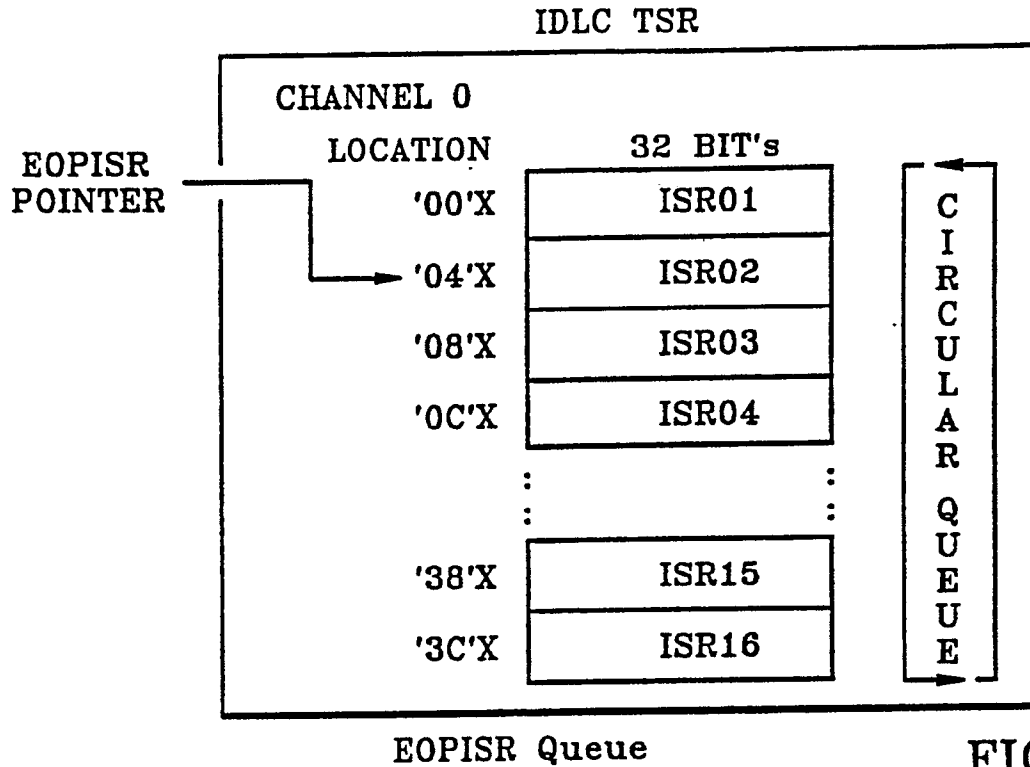 IDLC TSR
CHANNEL 0
LOCATION 32 BIT's
EOPISR
POINTER
'00'X ISR01
'04'X ISR02
'08'X ISR03
'0C'X ISR04
'38'X ISR15
'3C'X ISR16
CIRCULAR QUEUE
EOPISR Queue
FIG